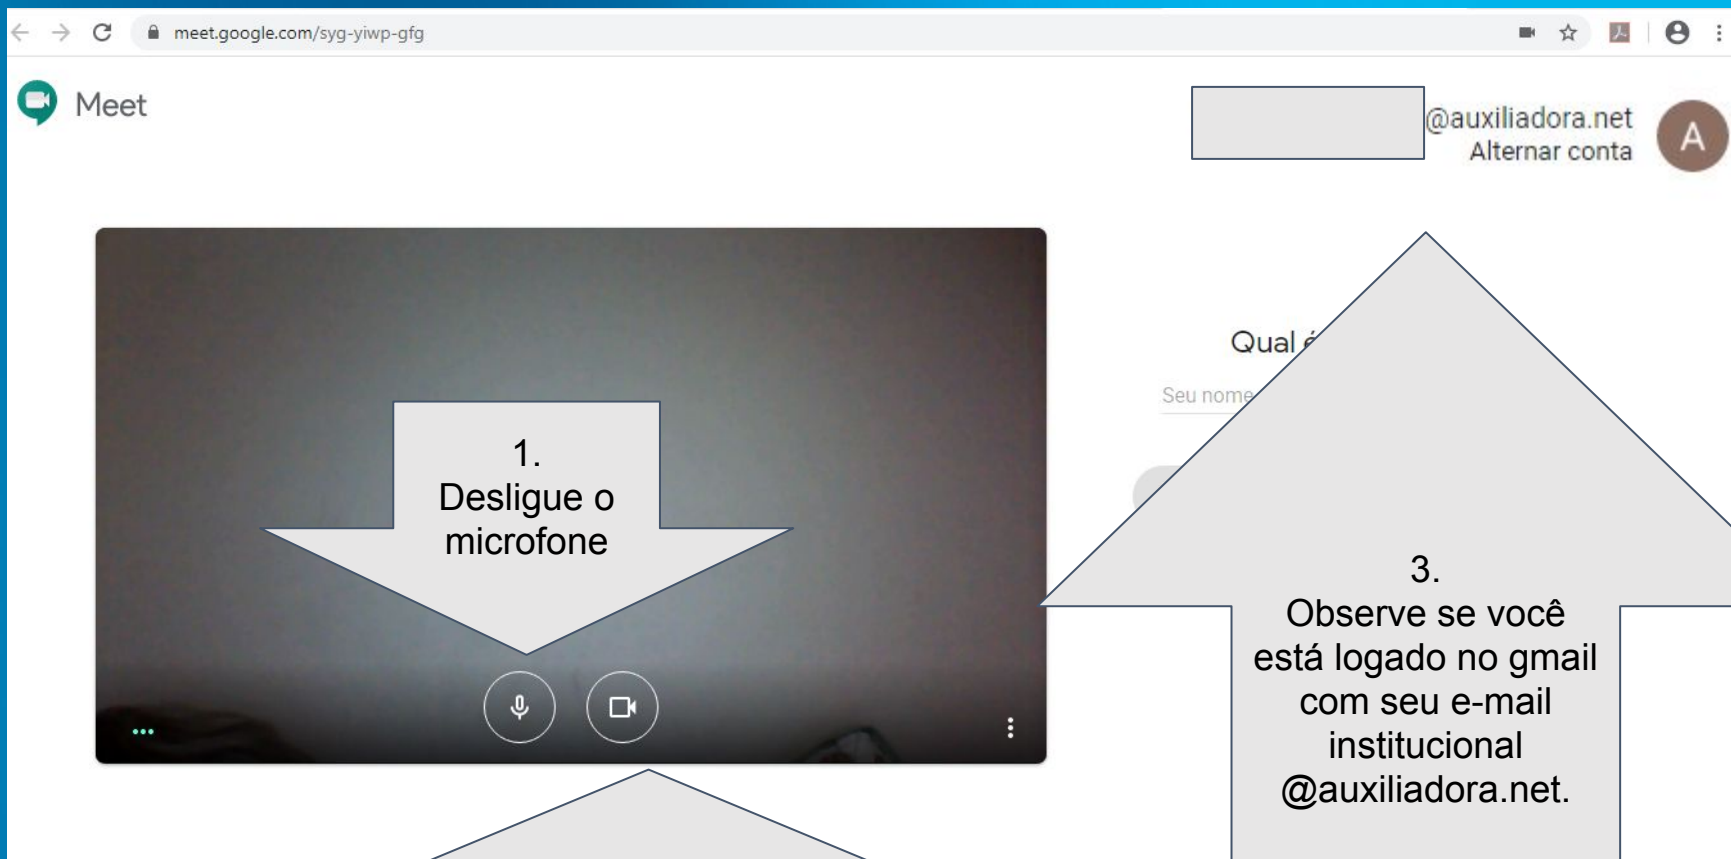 meet.google.com/syg-yiwp-gfg
Meet
@auxiliadora.net
Alternar conta
A
Qual é
Seu nome
1.
Desligue o
microfone
3.
Observe se você
está logado no gmail
com seu e-mail
institucional
@auxiliadora.net.